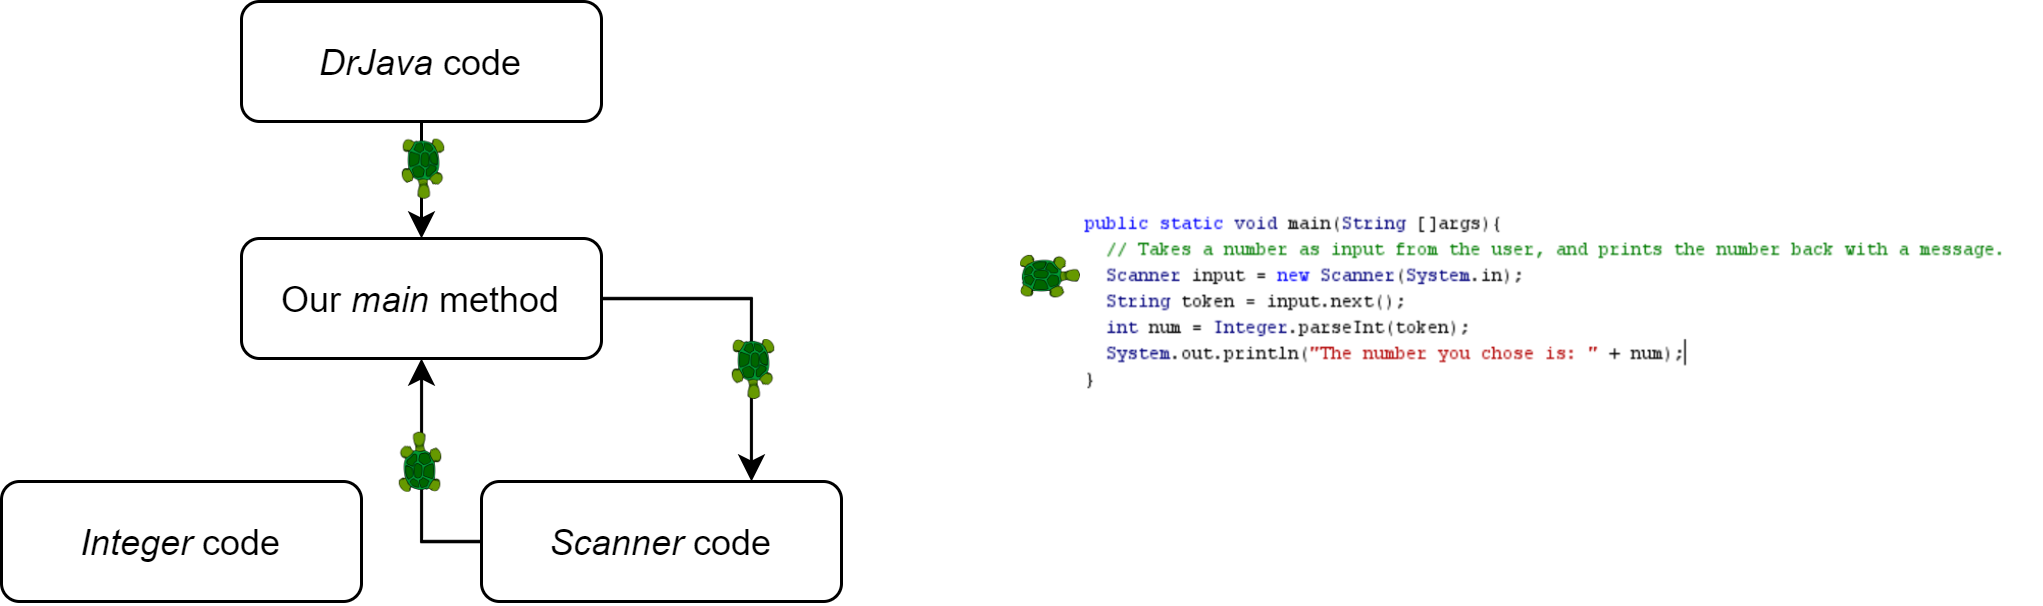 DrJava code
Our main method
Integer code
Scanner code
public static void main(String []args){
// Takes a number as input from the user, and prints the number back with a message.
Scanner input = new Scanner(System.in);
String token = input.next();
int num = Integer.parseInt(token);
System.out.println("The number you chose is: " + num);
}